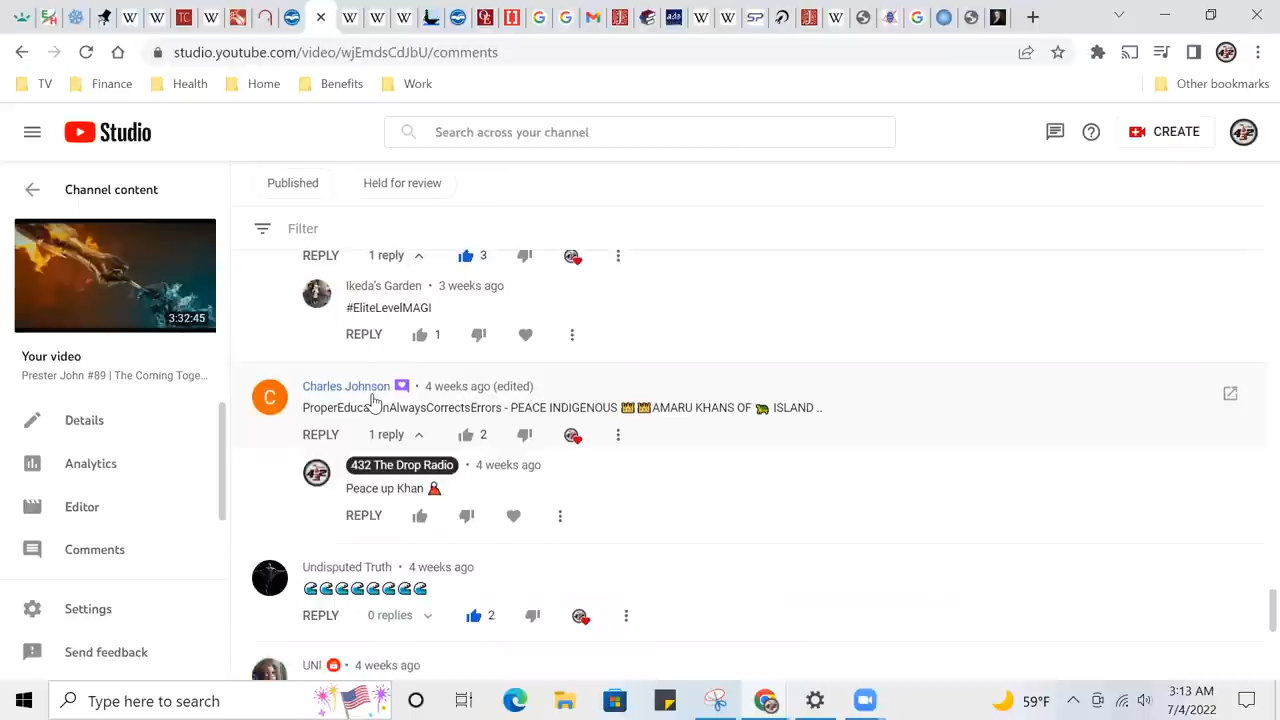 studio.youtube.com/video/wjEmdsCdJbU/comments
TV Finance Health Home Benefits Work Other bookmarks
Studio
Search across your channel
CREATE
Channel content
3:32:45
Your video
Prester John #89 | The Coming Toge...
Details
Analytics
Editor
Comments
Settings
Send feedback
Published Held for review
Filter
REPLY 1 reply 3
Ikeda's Garden • 3 weeks ago
#EliteLevelMAGI
REPLY 1
Charles Johnson • 4 weeks ago (edited)
ProperEducationAlwaysCorrectsErrors - PEACE INDIGENOUS 👑👑AMARU KHANS OF 🐢 ISLAND ..
REPLY 1 reply 2
432 The Drop Radio • 4 weeks ago
Peace up Khan
REPLY
Undisputed Truth • 4 weeks ago
🌊🌊🌊🌊🌊🌊🌊🌊
REPLY 0 replies 2
UNI • 4 weeks ago
Type here to search
59°F
3:13 AM
7/4/2022